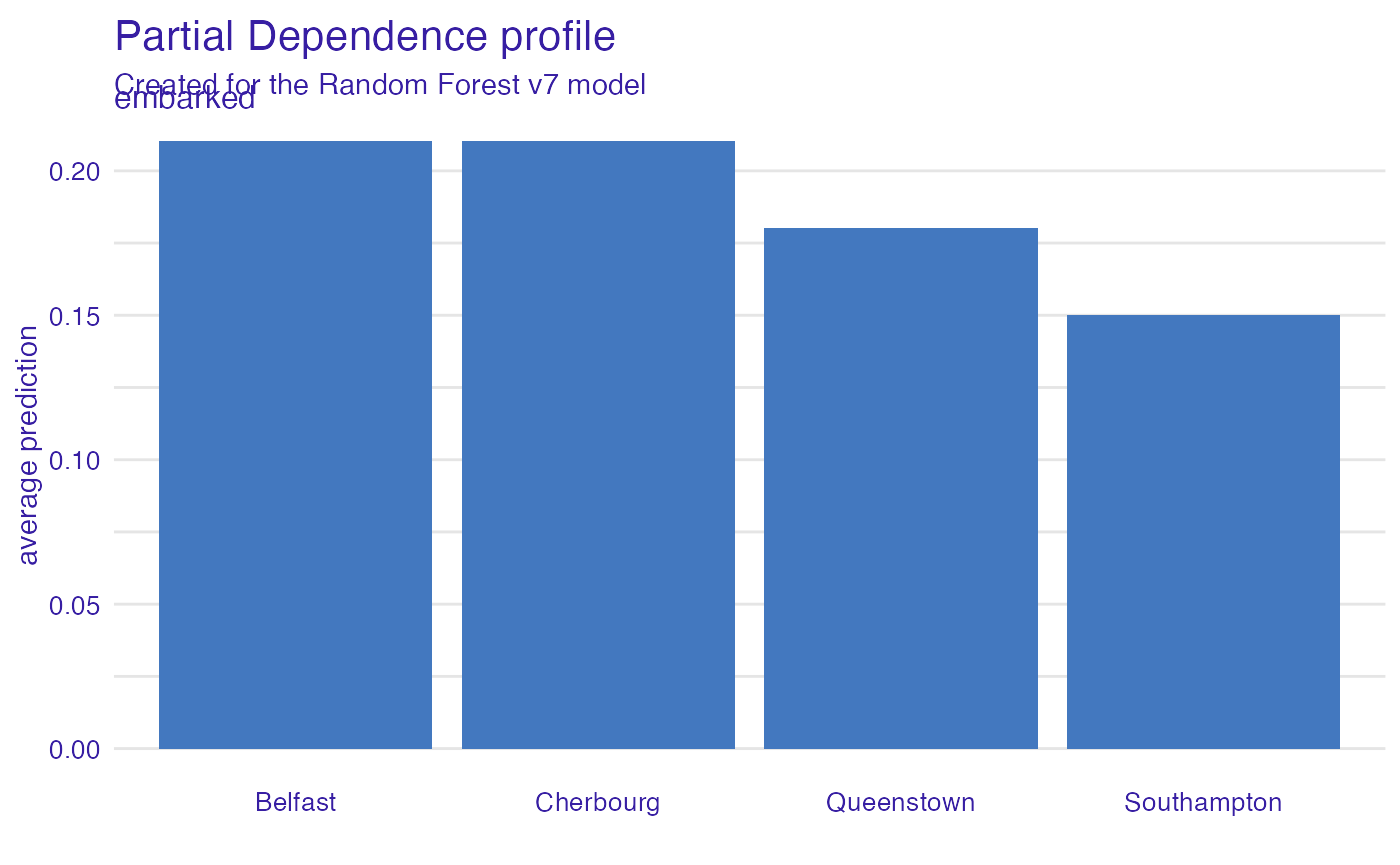 Partial Dependence profile
Created for the Random Forest v7 model
embarked
average prediction
0.20
0.15
0.10
0.05
0.00
Belfast Cherbourg Queenstown Southampton